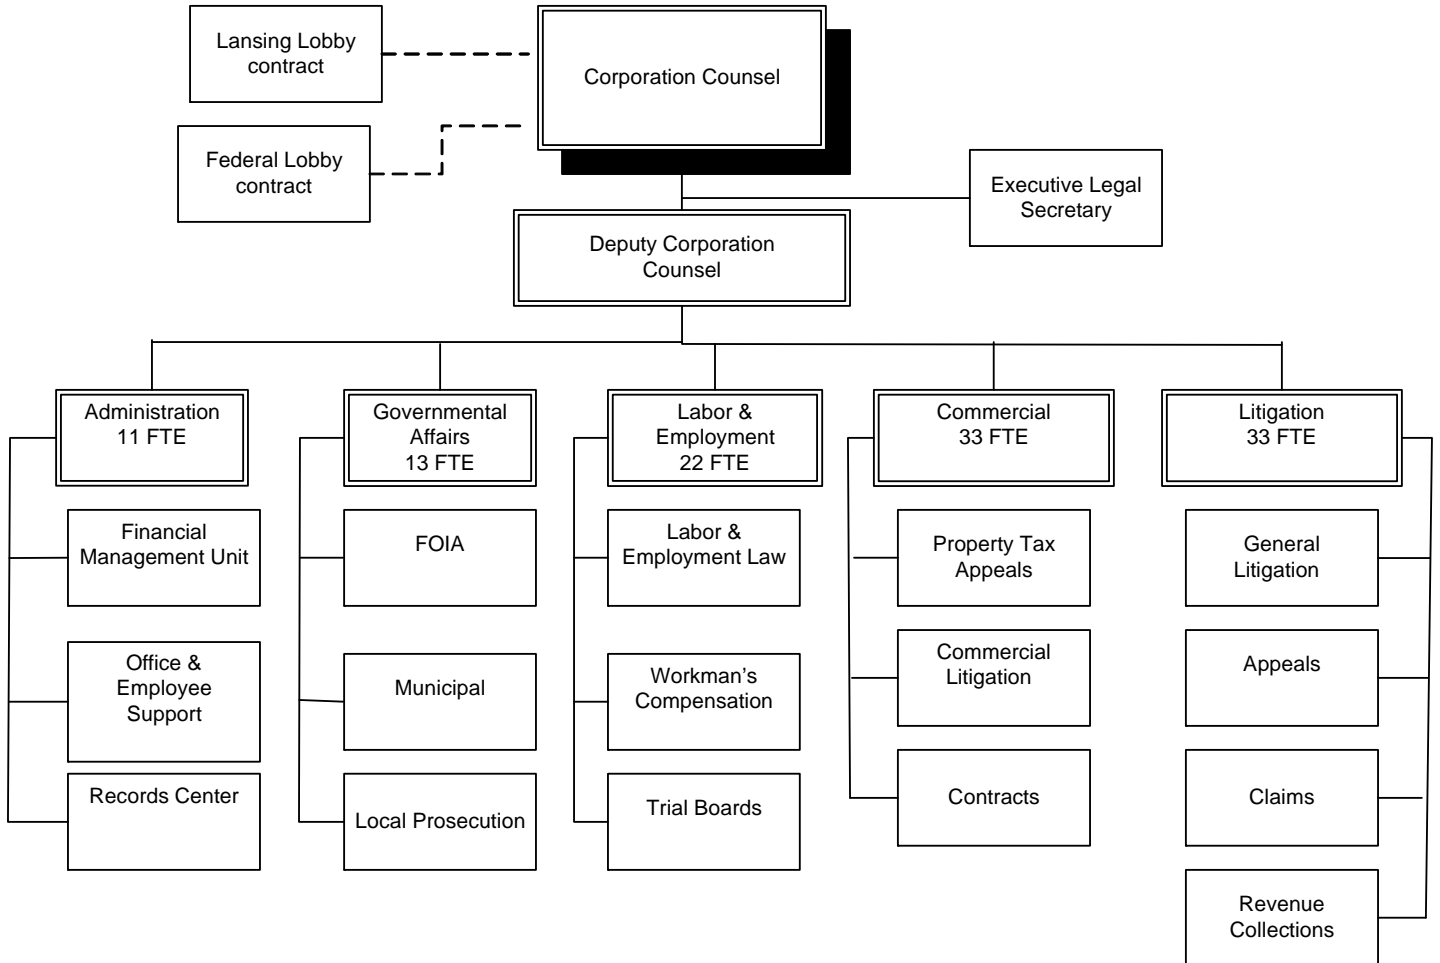 Lansing Lobby
contract
Corporation Counsel
Federal Lobby
contract
Executive Legal
Secretary
Deputy Corporation
Counsel
Administration
11 FTE
Governmental
Affairs
13 FTE
Labor &
Employment
22 FTE
Commercial
33 FTE
Litigation
33 FTE
Financial
Management Unit
FOIA
Labor &
Employment Law
Property Tax
Appeals
General
Litigation
Office &
Employee
Support
Municipal
Workman's
Compensation
Commercial
Litigation
Appeals
Records Center
Local Prosecution
Trial Boards
Contracts
Claims
Revenue
Collections